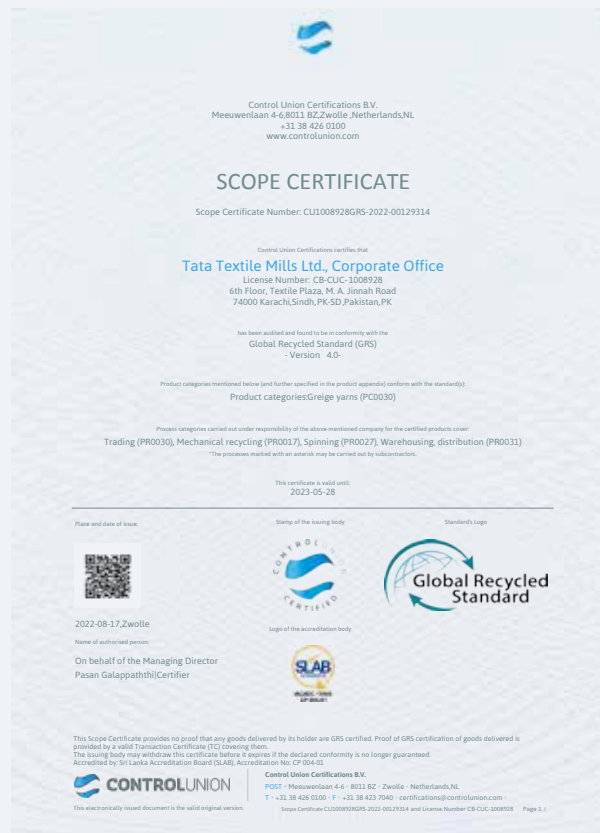 Control Union Certifications B.V.
Meeuwenlaan 4-6,8011 BZ,Zwolle ,Netherlands,NL
+31 38 426 0100
www.controlunion.com
SCOPE CERTIFICATE
Scope Certificate Number: CU1008928GRS-2022-00129314
Control Union Certifications certifies that
Tata Textile Mills Ltd., Corporate Office
License Number: CB-CUC-1008928
6th Floor, Textile Plaza, M. A. Jinnah Road
74000 Karachi,Sindh,PK-SD,Pakistan,PK
has been audited and found to be in conformity with the
Global Recycled Standard (GRS)
- Version 4.0-
Product categories mentioned below (and further specified in the product appendix) conform with the standard(s):
Product categories:Greige yarns (PC0030)
Process categories carried out under responsibility of the above-mentioned company for the certified products cover:
Trading (PR0030), Mechanical recycling (PR0017), Spinning (PR0027), Warehousing, distribution (PR0031)
*The processes marked with an asterisk may be carried out by subcontractors.
This certificate is valid until:
2023-05-28
Place and date of issue:
Stamp of the issuing body
Standard's Logo
CONTROL UNION
CERTIFIED
Global Recycled
Standard
2022-08-17,Zwolle
Logo of the accreditation body
Name of authorised person:
On behalf of the Managing Director
Pasan Galappaththi|Certifier
SLAB
This Scope Certificate provides no proof that any goods delivered by its holder are GRS certified. Proof of GRS certification of goods delivered is
provided by a valid Transaction Certificate (TC) covering them.
The issuing body may withdraw this certificate before it expires if the declared conformity is no longer guaranteed.
Accredited by: Sri Lanka Accreditation Board (SLAB), Accreditation No: CP 004-01
CONTROLUNION
Control Union Certifications B.V.
POST · Meeuwenlaan 4-6 · 8011 BZ · Zwolle · Netherlands,NL
T · +31 38 426 0100 · F · +31 38 423 7040 · certifications@controlunion.com ·
This electronically issued document is the valid original version.
Scope Certificate CU1008928GRS-2022-00129314 and License Number CB-CUC-1008928 Page 1 /